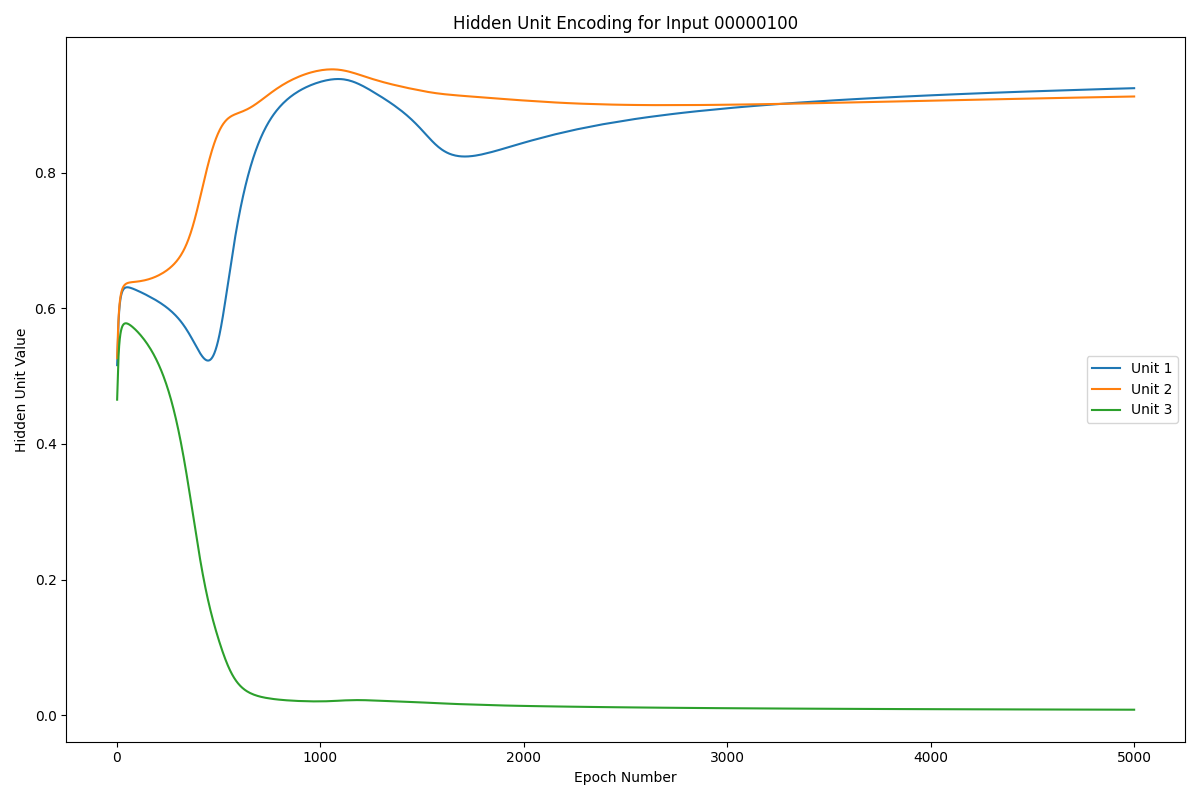 Hidden Unit Encoding for Input 00000100
Hidden Unit Value
0.8
0.6
0.4
0.2
0.0
Unit 1
Unit 2
Unit 3
0 1000 2000 3000 4000 5000
Epoch Number